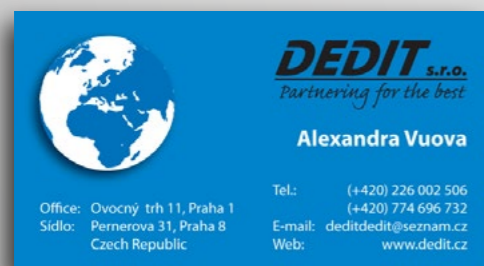 DEDIT s.r.o.
Partnering for the best
Alexandra Vuova
Office: Ovocný trh 11, Praha 1
Sídlo: Pernerova 31, Praha 8
Czech Republic
Tel.: (+420) 226 002 506
(+420) 774 696 732
E-mail: deditdedit@seznam.cz
Web: www.dedit.cz